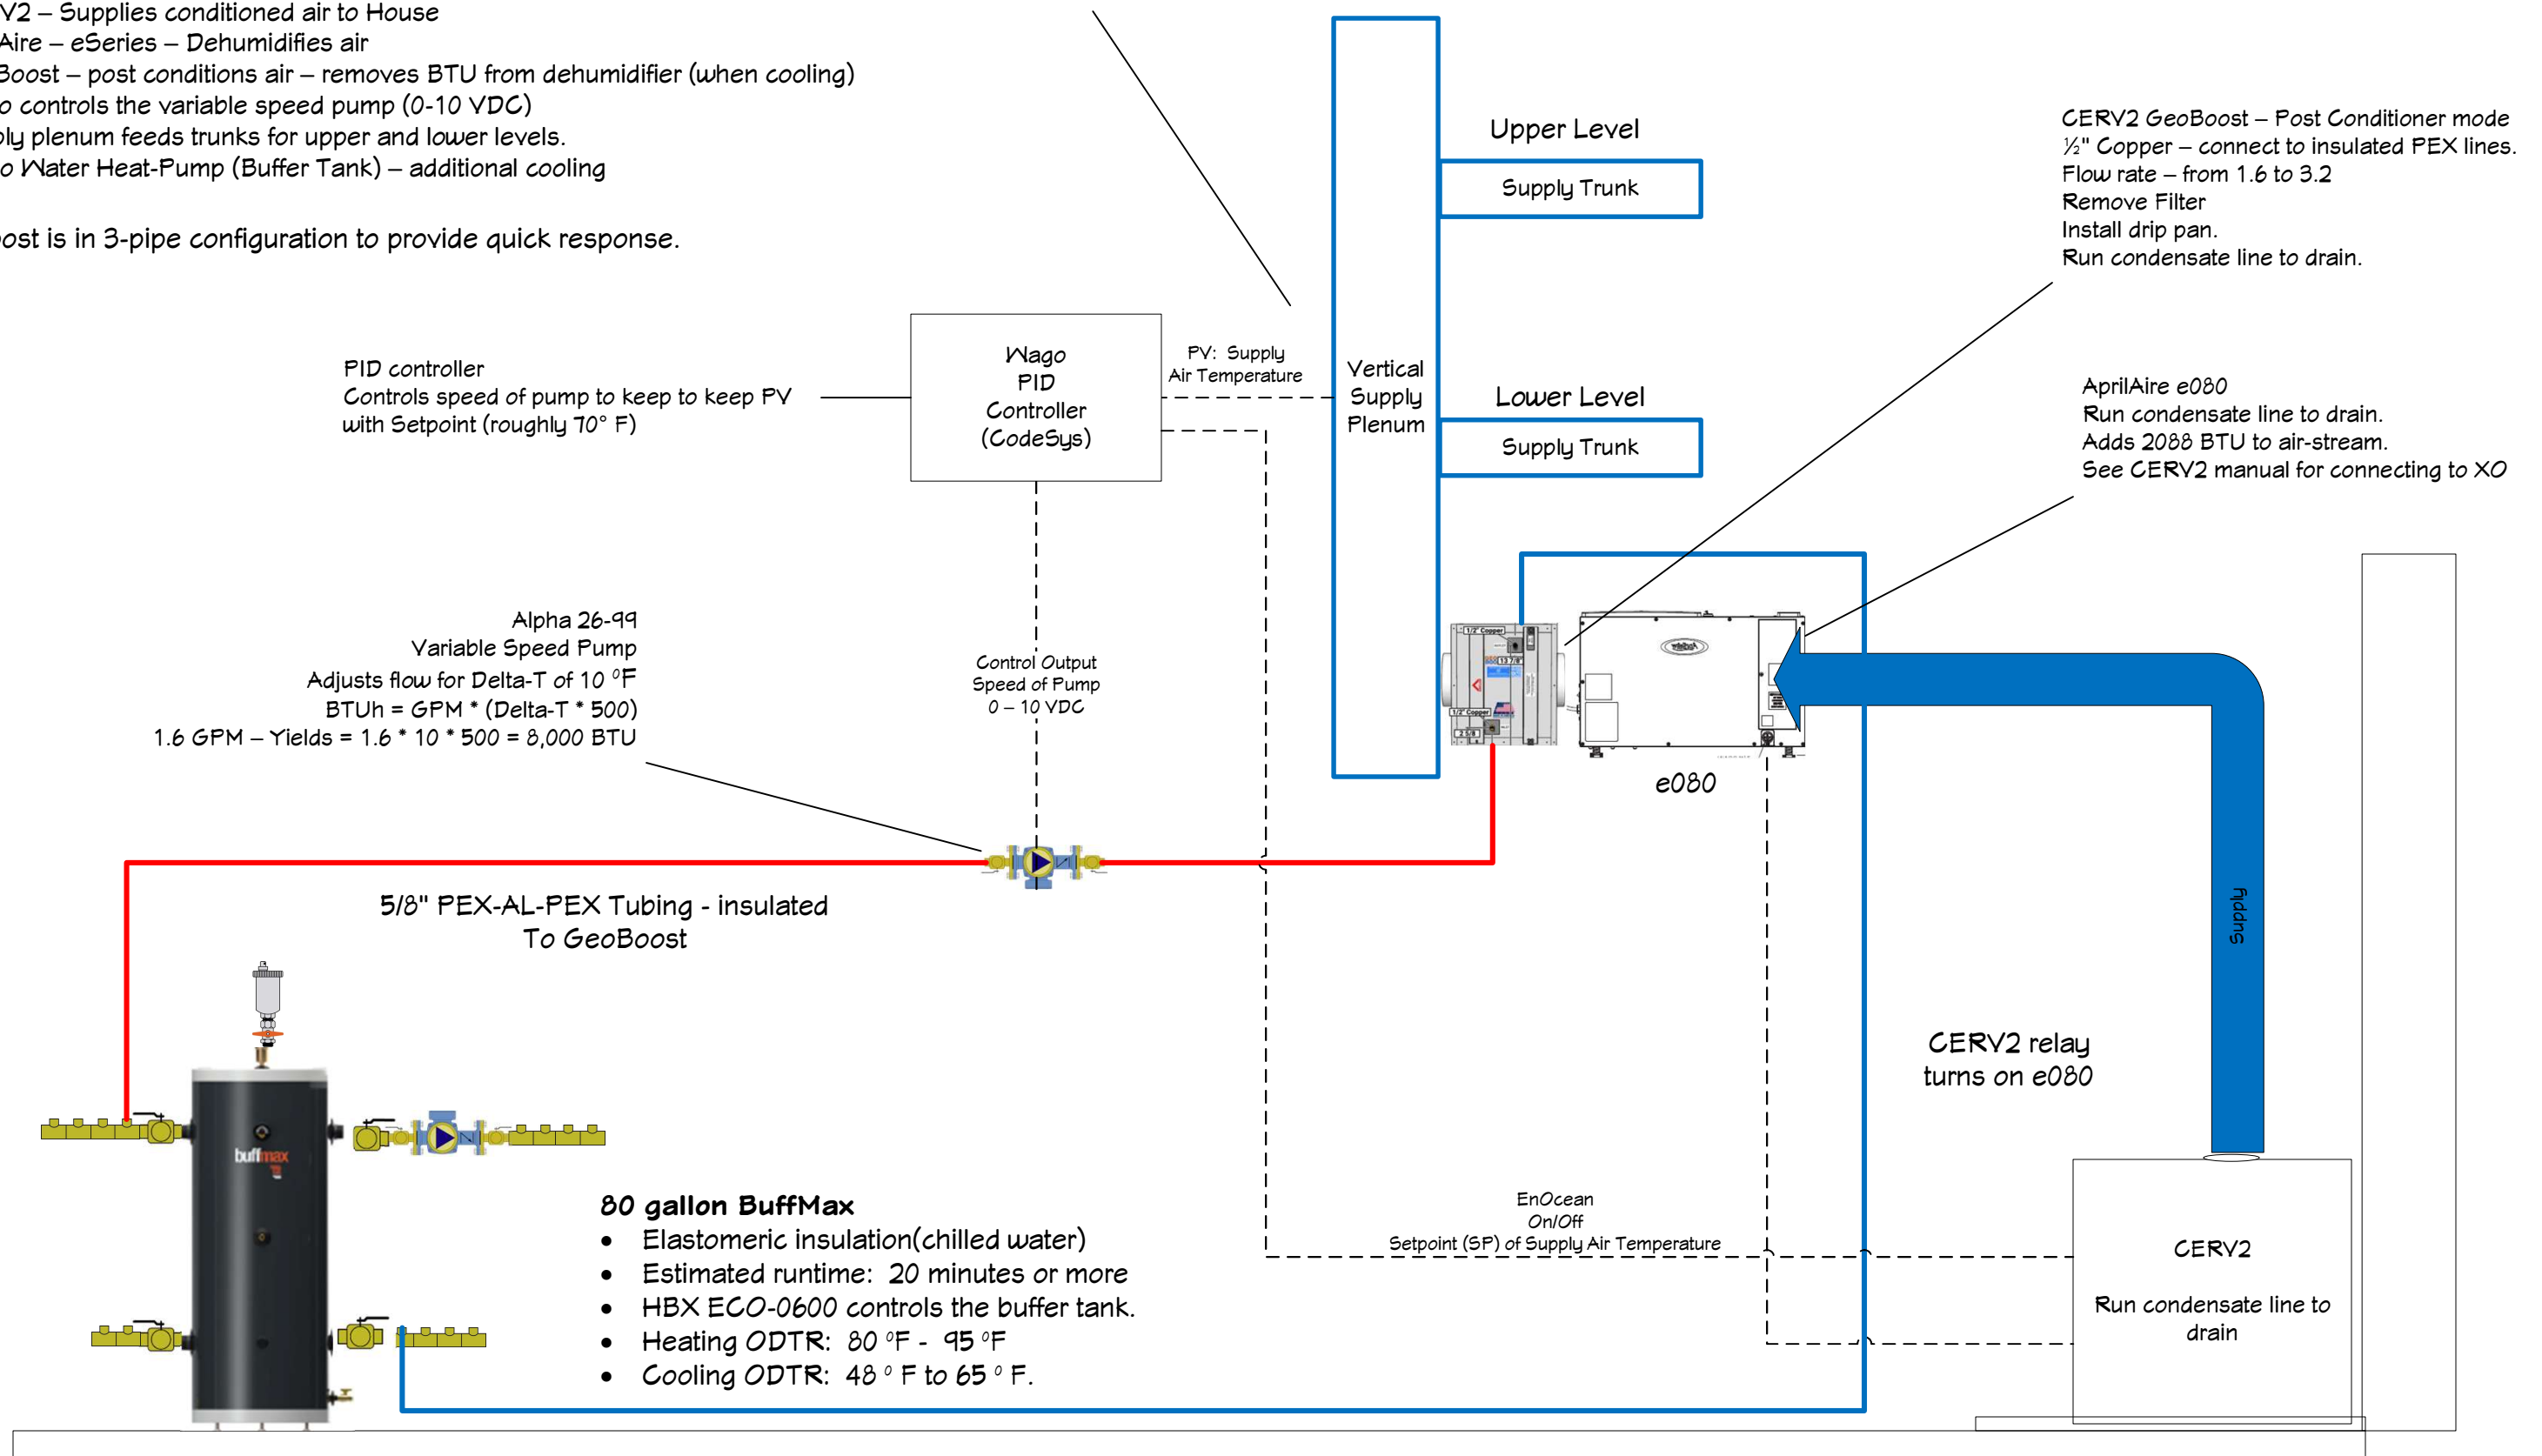 V2 – Supplies conditioned air to House
Aire – eSeries – Dehumidifies air
Boost – post conditions air – removes BTU from dehumidifier (when cooling)
o controls the variable speed pump (0-10 VDC)
ply plenum feeds trunks for upper and lower levels.
o Water Heat-Pump (Buffer Tank) – additional cooling
ost is in 3-pipe configuration to provide quick response.
Upper Level
Supply Trunk
CERV2 GeoBoost – Post Conditioner mode
½" Copper – connect to insulated PEX lines.
Flow rate – from 1.6 to 3.2
Remove Filter
Install drip pan.
Run condensate line to drain.
PID controller
Controls speed of pump to keep to keep PV
with Setpoint (roughly 70° F)
Wago
PID
Controller
(CodeSys)
PV: Supply
Air Temperature
Vertical
Supply
Plenum
Lower Level
Supply Trunk
AprilAire e080
Run condensate line to drain.
Adds 2088 BTU to air-stream.
See CERV2 manual for connecting to XO
Alpha 26-99
Variable Speed Pump
Adjusts flow for Delta-T of 10 °F
BTUh = GPM * (Delta-T * 500)
1.6 GPM – Yields = 1.6 * 10 * 500 = 8,000 BTU
Control Output
Speed of Pump
0 – 10 VDC
1/2" Copper
13 7/8"
1/2" Copper
2 5/8
e080
5/8" PEX-AL-PEX Tubing - insulated
To GeoBoost
Supply
CERV2 relay
turns on e080
buffmax
80 gallon BuffMax
• Elastomeric insulation(chilled water)
• Estimated runtime: 20 minutes or more
• HBX ECO-0600 controls the buffer tank.
• Heating ODTR: 80 °F - 95 °F
• Cooling ODTR: 48 ° F to 65 ° F.
EnOcean
On/Off
Setpoint (SP) of Supply Air Temperature
CERV2
Run condensate line to
drain